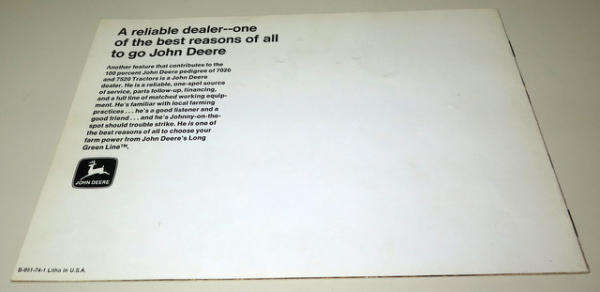 A reliable dealer--one
of the best reasons of all
to go John Deere
Another feature that contributes to the
100 percent John Deere pedigree of 7020
and 7520 Tractors is a John Deere
dealer. He is a reliable, one-spot source
of service, parts follow-up, financing,
and a full line of matched working equip-
ment. He's familiar with local farming
practices . . . he's a good listener and a
good friend . . . and he's Johnny-on-the-
spot should trouble strike. He is one of
the best reasons of all to choose your
farm power from John Deere's Long
Green Line™.
JOHN DEERE
B-951-74-1 Litho in U.S.A.